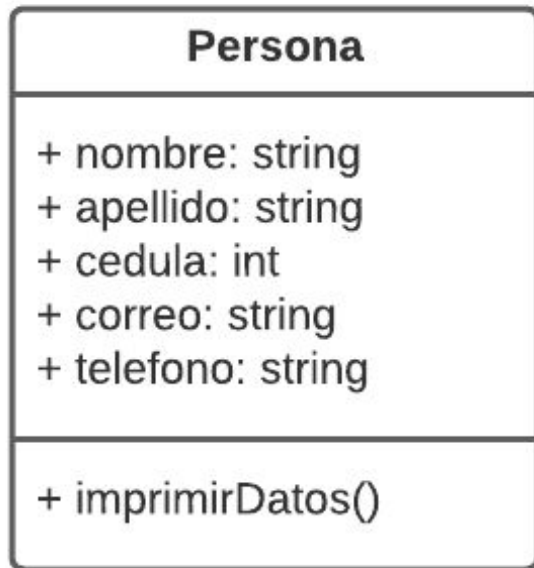 Persona
+ nombre: string
+ apellido: string
+ cedula: int
+ correo: string
+ telefono: string
+ imprimirDatos()